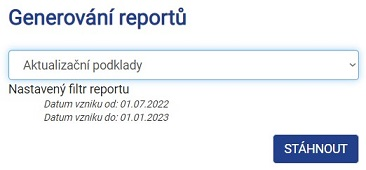 Generování reportů
Aktualizační podklady
Nastavený filtr reportu
Datum vzniku od: 01.07.2022
Datum vzniku do: 01.01.2023
STÁHNOUT